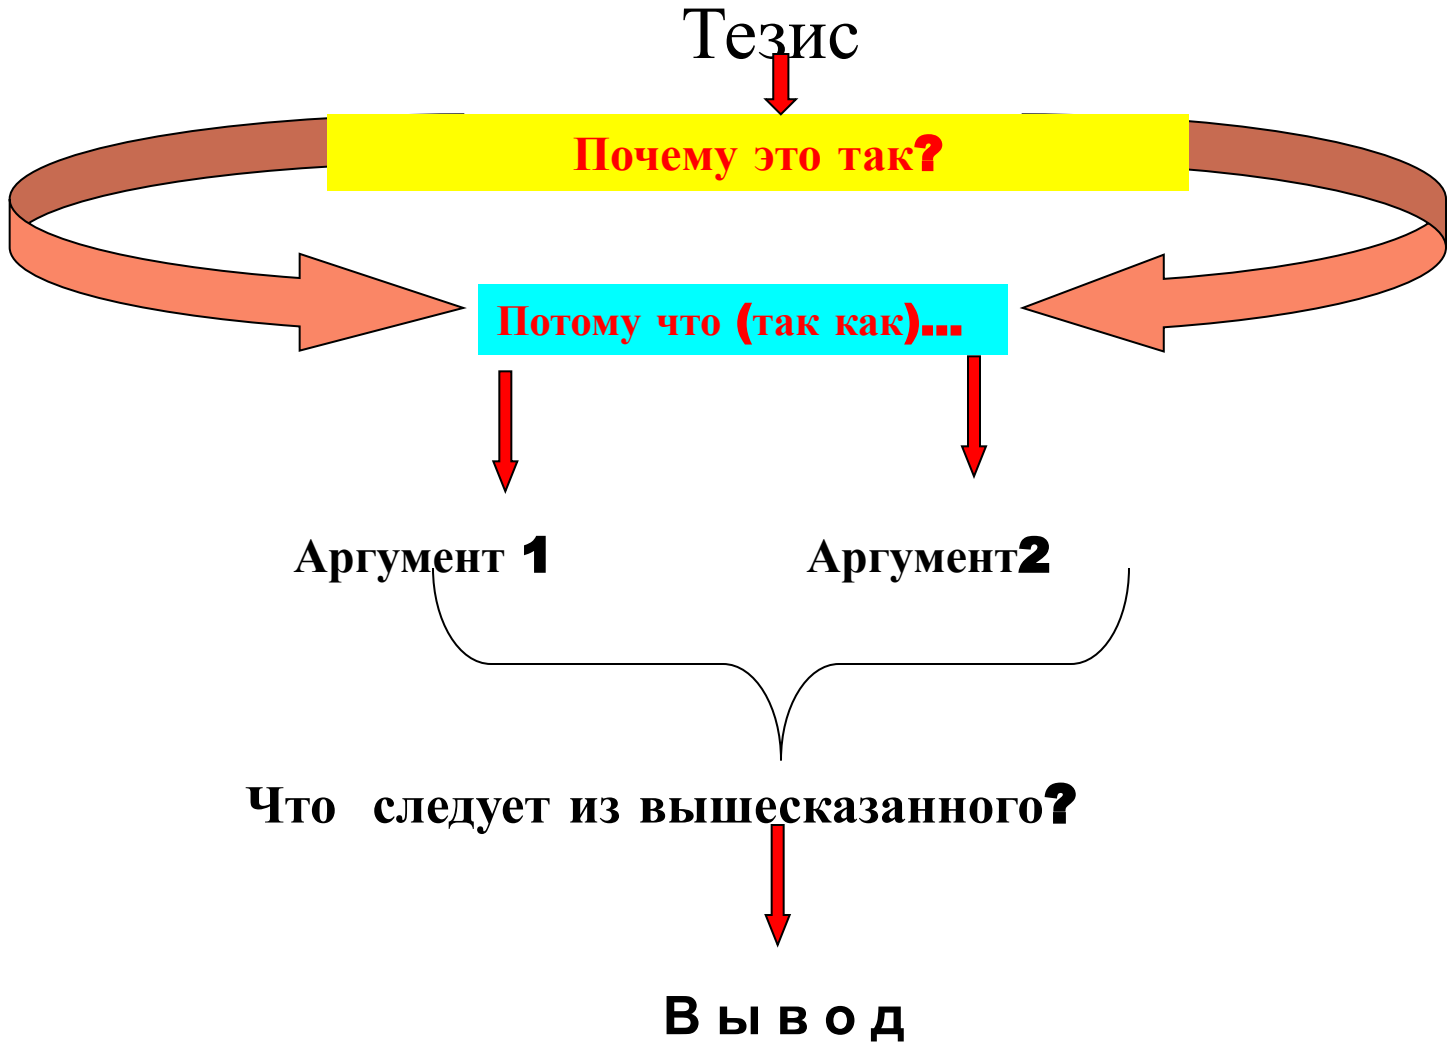 Тезис
Почему это так?
Потому что (так как)...
Аргумент 1 Аргумент2
Что следует из вышесказанного?
В ы в о д